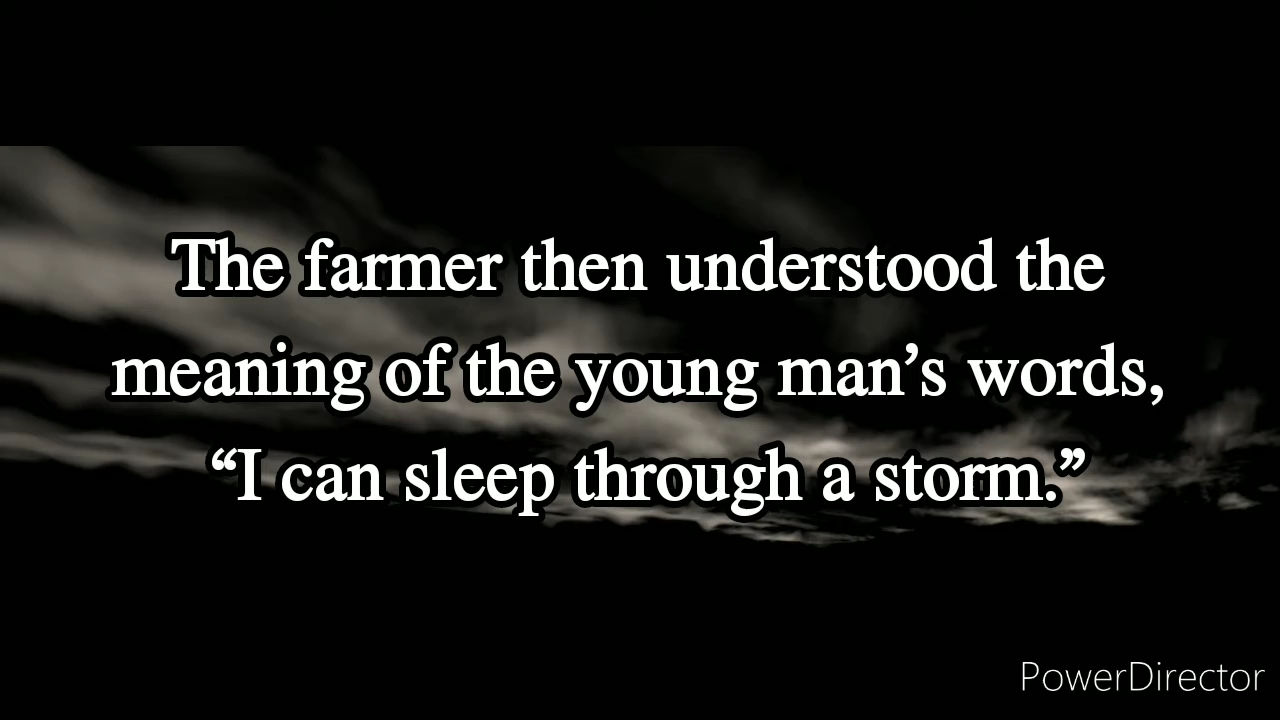 The farmer then understood the
meaning of the young man’s words,
“I can sleep through a storm.”
PowerDirector